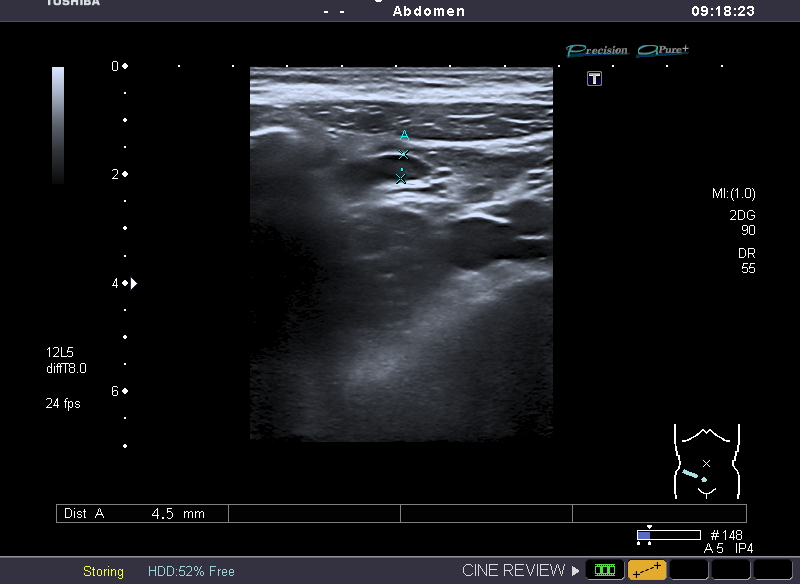 TOSHIBA
- - Abdomen 09:18:23
Precision APure+
T
0
A
2
MI:(1.0)
2DG
90
DR
55
4
12L5
diffT8.0
6
24 fps
Dist A 4.5 mm
#148
A 5 IP4
Storing HDD:52% Free CINE REVIEW